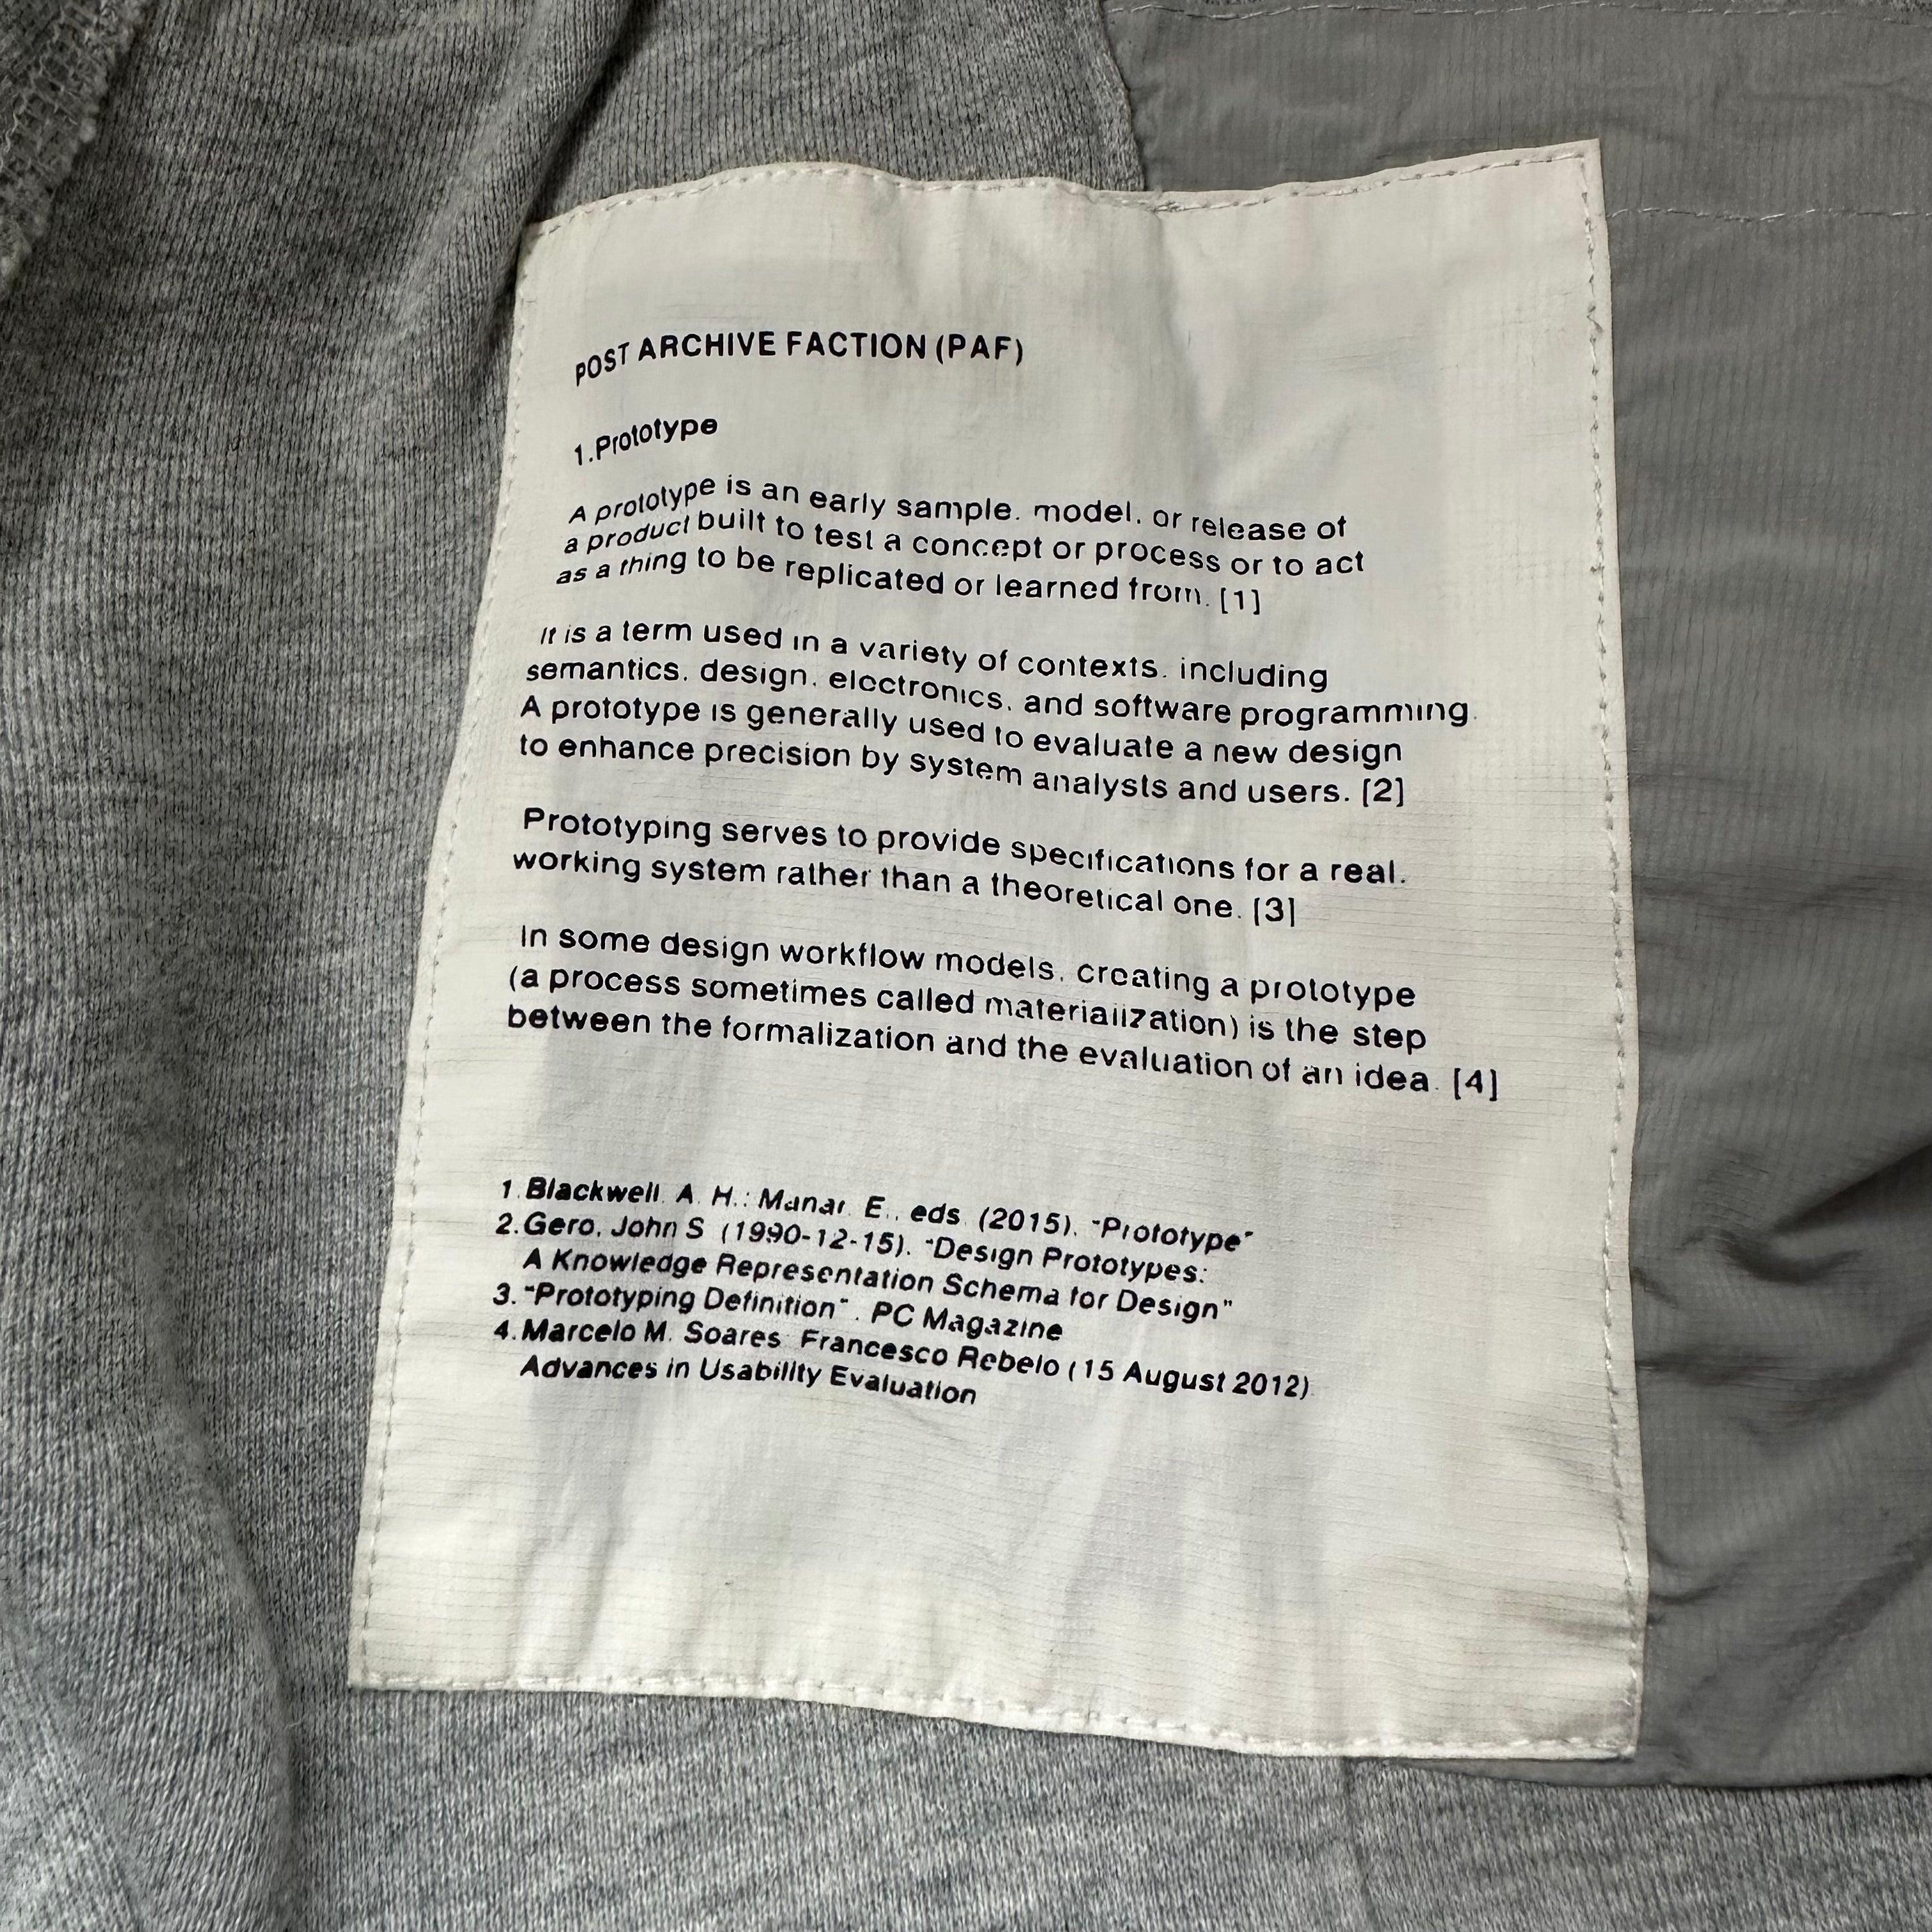 POST ARCHIVE FACTION (PAF)
1.Prototype
A prototype is an early sample, model, or release of
a product built to test a concept or process or to act
as a thing to be replicated or learned from. [1]
It is a term used in a variety of contexts, including
semantics, design, electronics, and software programming.
A prototype is generally used to evaluate a new design
to enhance precision by system analysts and users. [2]
Prototyping serves to provide specifications for a real,
working system rather than a theoretical one. [3]
In some design workflow models, creating a prototype
(a process sometimes called materialization) is the step
between the formalization and the evaluation of an idea. [4]
1.Blackwell, A. H.; Manar, E., eds. (2015). "Prototype"
2.Gero, John S. (1990-12-15). "Design Prototypes:
A Knowledge Representation Schema for Design"
3."Prototyping Definition". PC Magazine
4.Marcelo M. Soares; Francesco Rebelo (15 August 2012).
Advances in Usability Evaluation